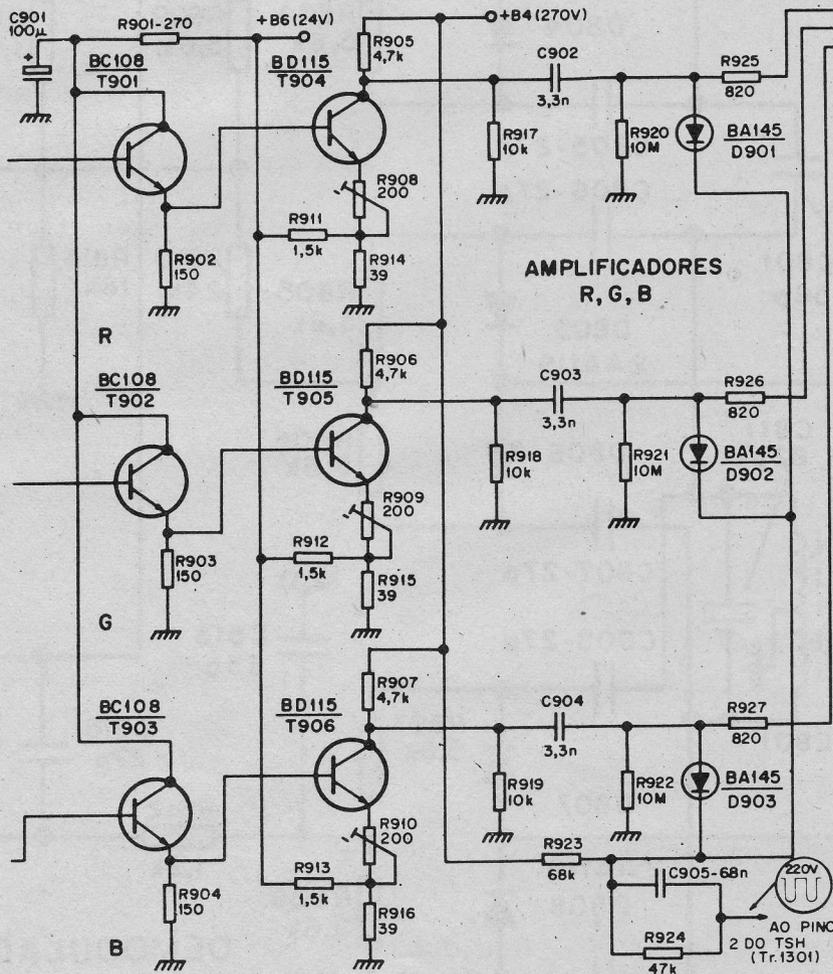 C901
100µ
R901-270
+B6 (24V)
+B4 (270V)
R905
4,7k
BC108
T901
BD115
T904
C902
3,3n
R925
820
R917
10k
R920
10M
BA145
D901
R908
200
R911
1,5k
R902
150
R914
39
AMPLIFICADORES
R, G, B
R
R906
4,7k
BC108
T902
BD115
T905
C903
3,3n
R926
820
R918
10k
R921
10M
BA145
D902
R909
200
R912
1,5k
R903
150
R915
39
G
R907
4,7k
BC108
T903
BD115
T906
C904
3,3n
R927
820
R919
10k
R922
10M
BA145
D903
R910
200
R923
68k
R913
1,5k
C905-68n
220V
R904
150
R916
39
R924
47k
AO PINO
2 DO TSH
(Tr.1301)
B